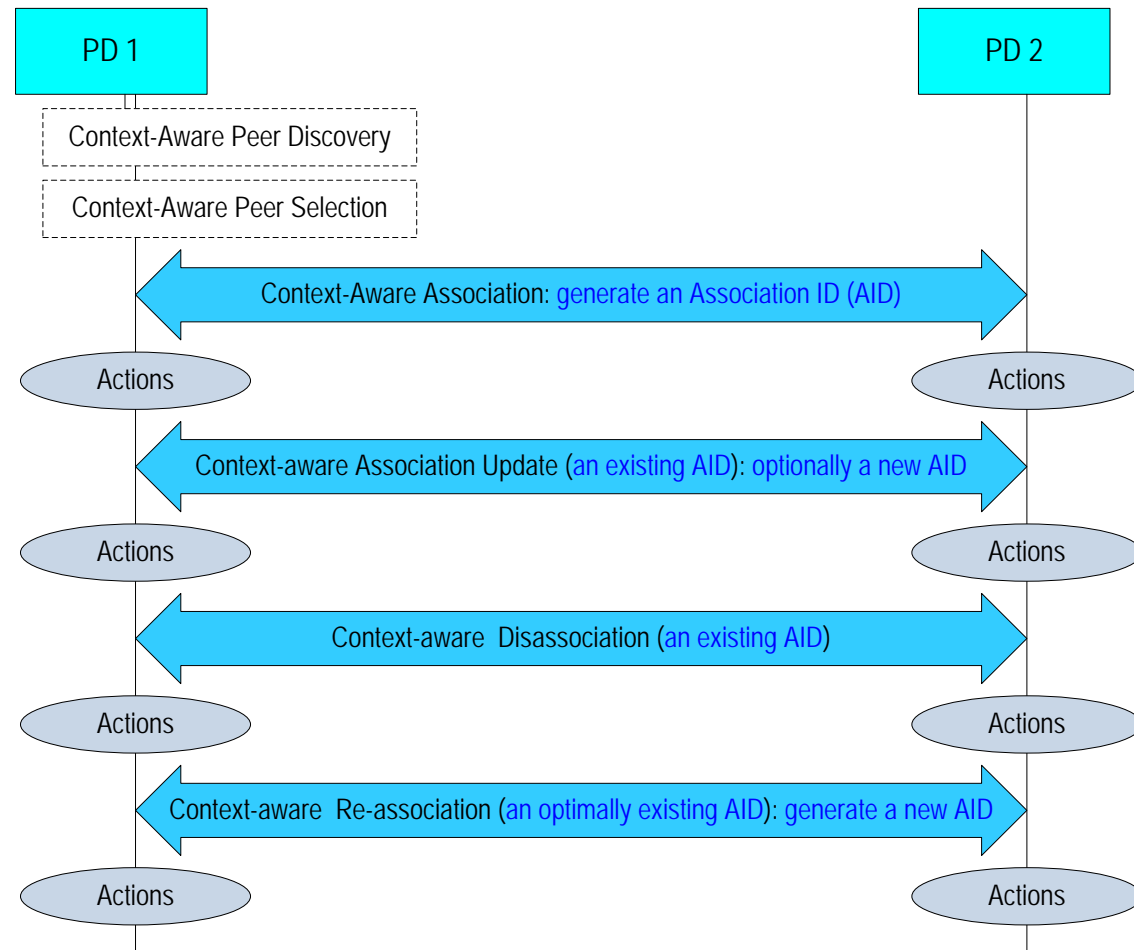 PD 1
PD 2
Context-Aware Peer Discovery
Context-Aware Peer Selection
Context-Aware Association: generate an Association ID (AID)
Actions
Actions
Context-aware Association Update (an existing AID): optionally a new AID
Actions
Actions
Context-aware Disassociation (an existing AID)
Actions
Actions
Context-aware Re-association (an optimally existing AID): generate a new AID
Actions
Actions